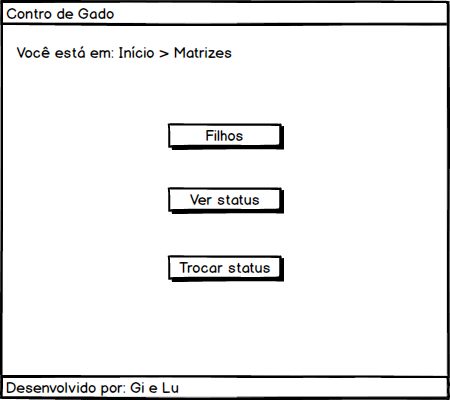 Contro de Gado
Você está em: Início > Matrizes
Filhos
Ver status
Trocar status
Desenvolvido por: Gi e Lu